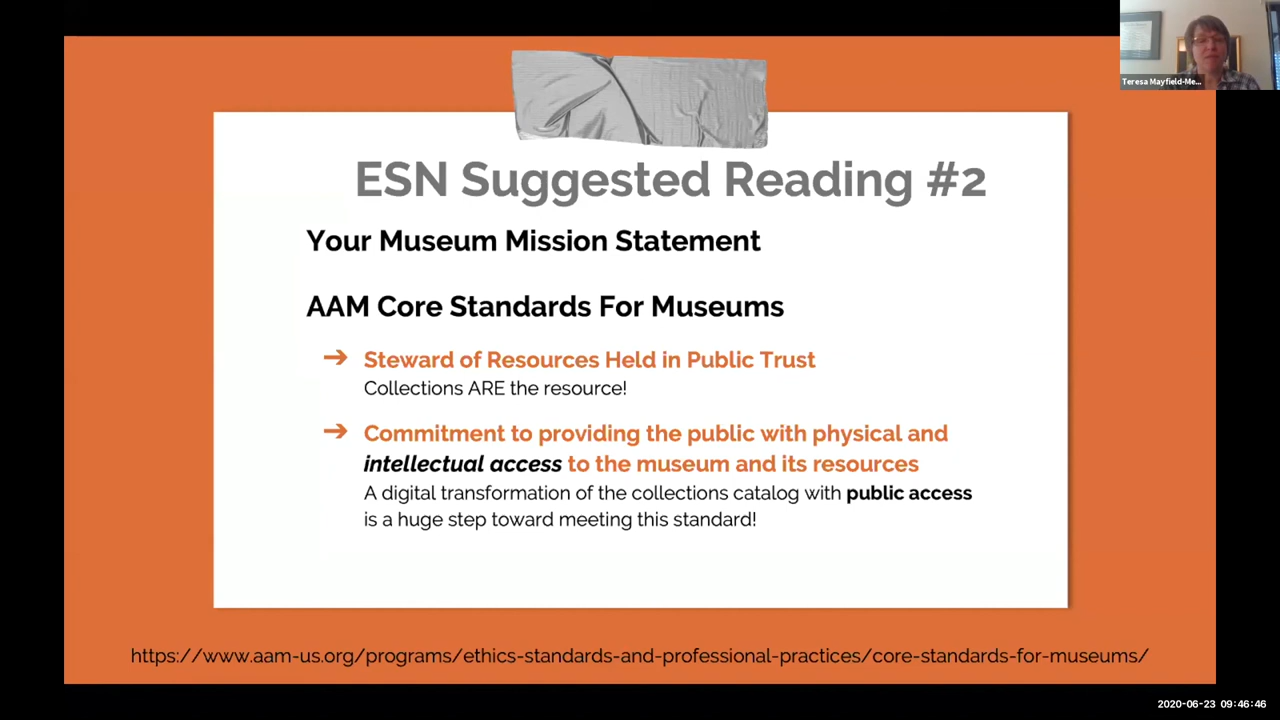 Teresa Mayfield-Me...
ESN Suggested Reading #2
Your Museum Mission Statement
AAM Core Standards For Museums
➔ Steward of Resources Held in Public Trust
Collections ARE the resource!
➔ Commitment to providing the public with physical and
intellectual access to the museum and its resources
A digital transformation of the collections catalog with public access
is a huge step toward meeting this standard!
https://www.aam-us.org/programs/ethics-standards-and-professional-practices/core-standards-for-museums/
2020-06-23 09:46:46